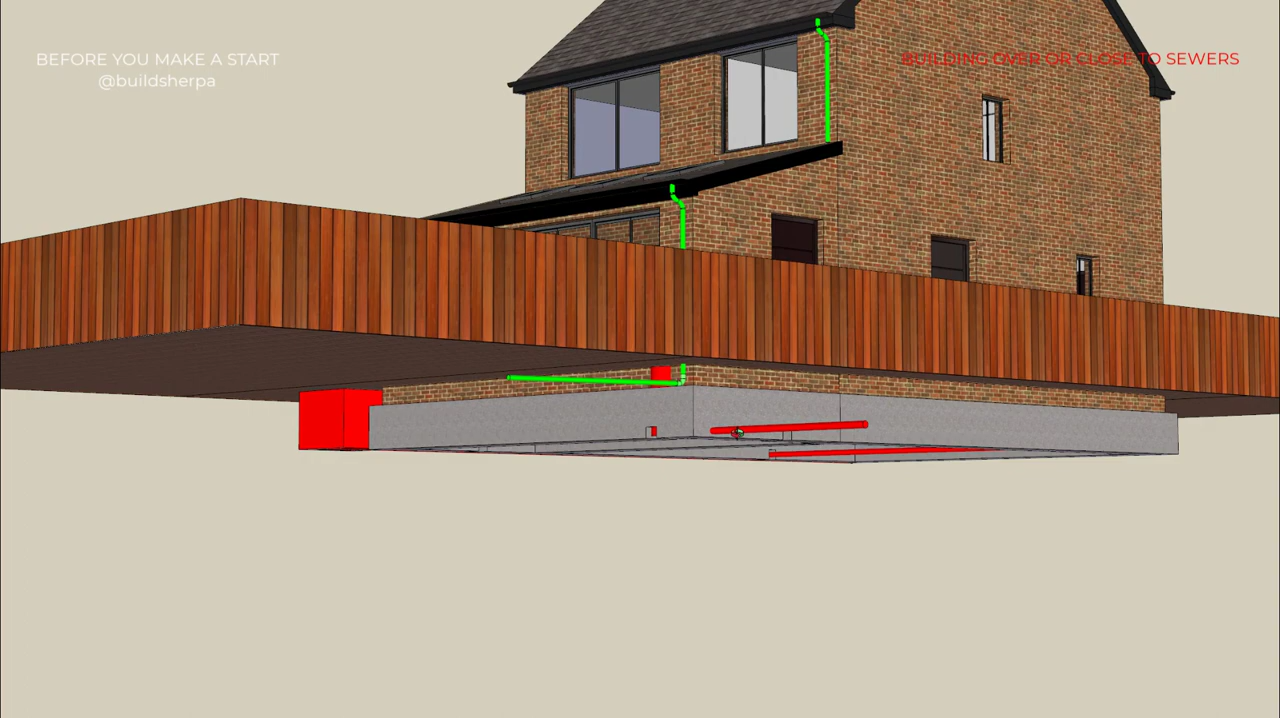 BEFORE YOU MAKE A START
@buildsherpa
BUILDING OVER OR CLOSE TO SEWERS